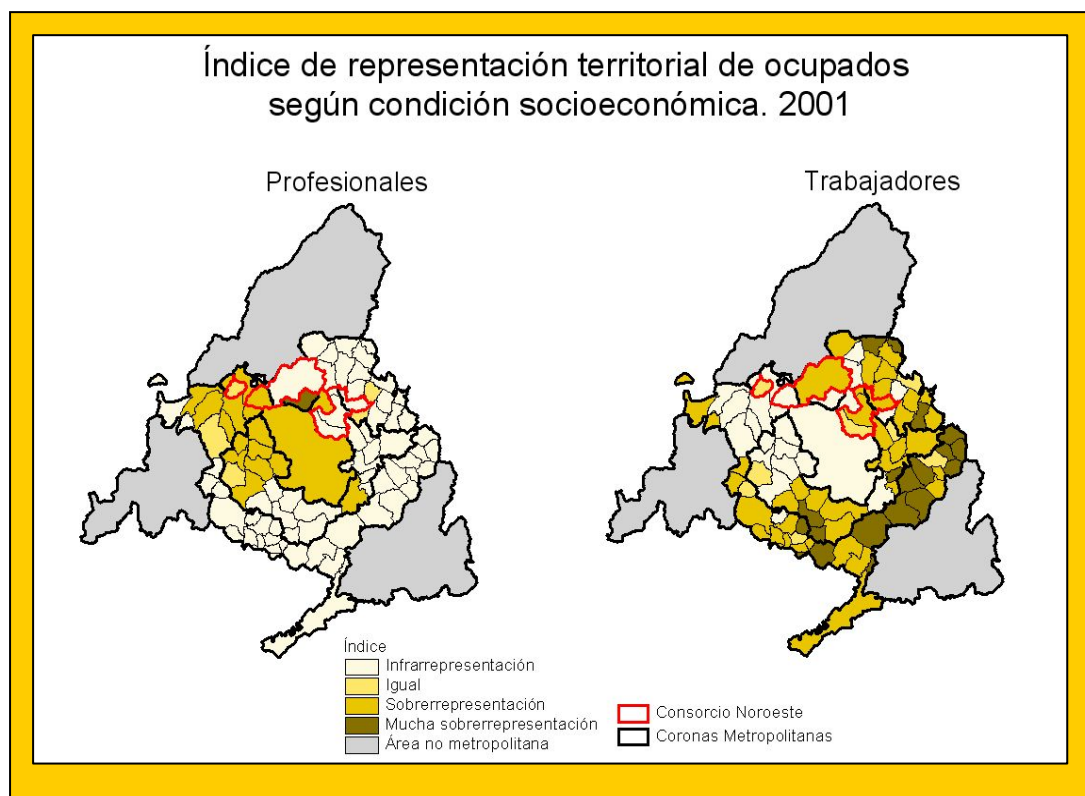 Índice de representación territorial de ocupados
según condición socioeconómica. 2001
Profesionales
Trabajadores
Índice
Infrarrepresentación
Igual
Sobrerrepresentación
Mucha sobrerrepresentación
Área no metropolitana
Consorcio Noroeste
Coronas Metropolitanas